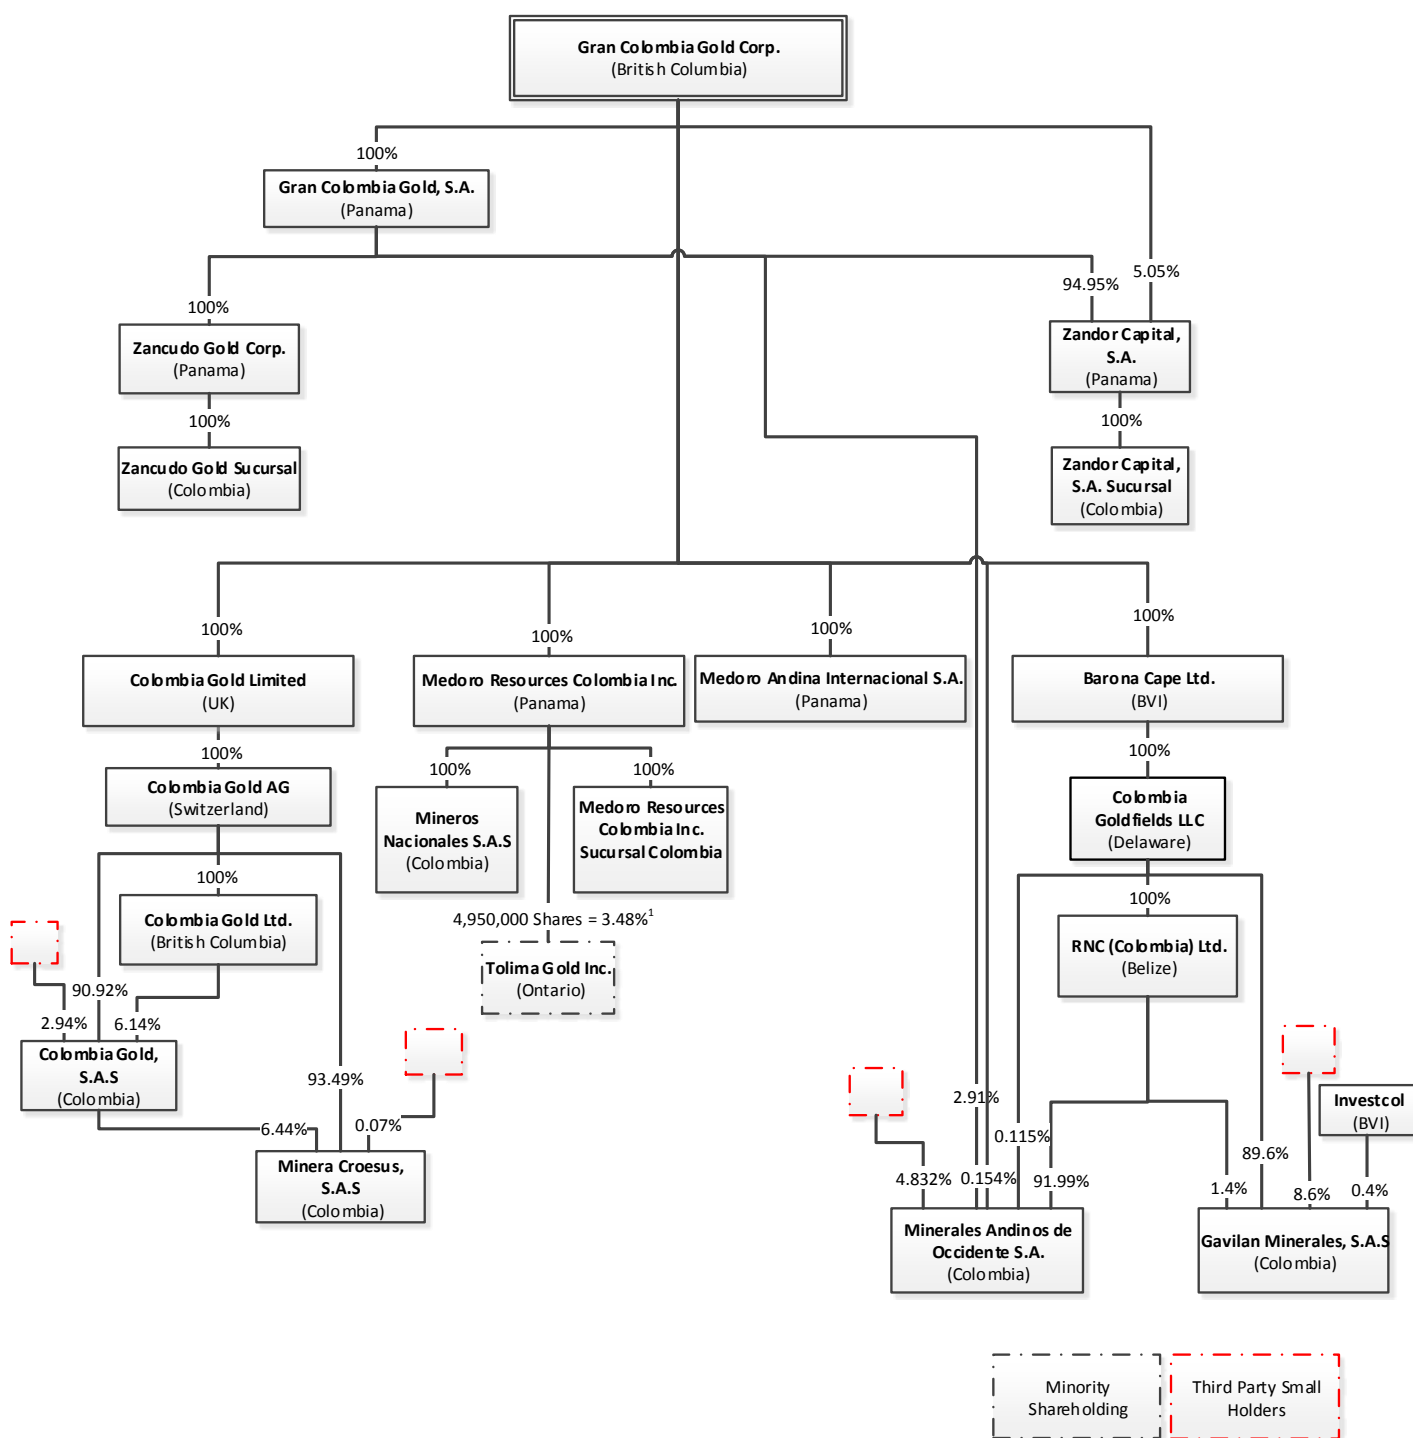 Gran Colombia Gold Corp.
(British Columbia)
100%
Gran Colombia Gold, S.A.
(Panama)
5.05%
94.95%
100%
Zancudo Gold Corp.
(Panama)
Zandor Capital,
S.A.
(Panama)
100%
100%
Zancudo Gold Sucursal
(Colombia)
Zandor Capital,
S.A. Sucursal
(Colombia)
100%
100%
100%
100%
Colombia Gold Limited
(UK)
Medoro Resources Colombia Inc.
(Panama)
Medoro Andina Internacional S.A.
(Panama)
Barona Cape Ltd.
(BVI)
100%
100%
100%
100%
Colombia Gold AG
(Switzerland)
Mineros
Nacionales S.A.S
(Colombia)
Medoro Resources
Colombia Inc.
Sucursal Colombia
Colombia
Goldfields LLC
(Delaware)
100%
100%
Colombia Gold Ltd.
(British Columbia)
4,950,000 Shares = 3.48%¹
Tolima Gold Inc.
(Ontario)
RNC (Colombia) Ltd.
(Belize)
90.92%
2.94%
6.14%
Colombia Gold,
S.A.S
(Colombia)
93.49%
6.44%
0.07%
Minera Croesus,
S.A.S
(Colombia)
2.91%
0.115%
4.832%
0.154%
91.99%
Minerales Andinos de
Occidente S.A.
(Colombia)
Investcol
(BVI)
89.6%
1.4%
8.6%
0.4%
Gavilan Minerales, S.A.S
(Colombia)
Minority
Shareholding
Third Party Small
Holders